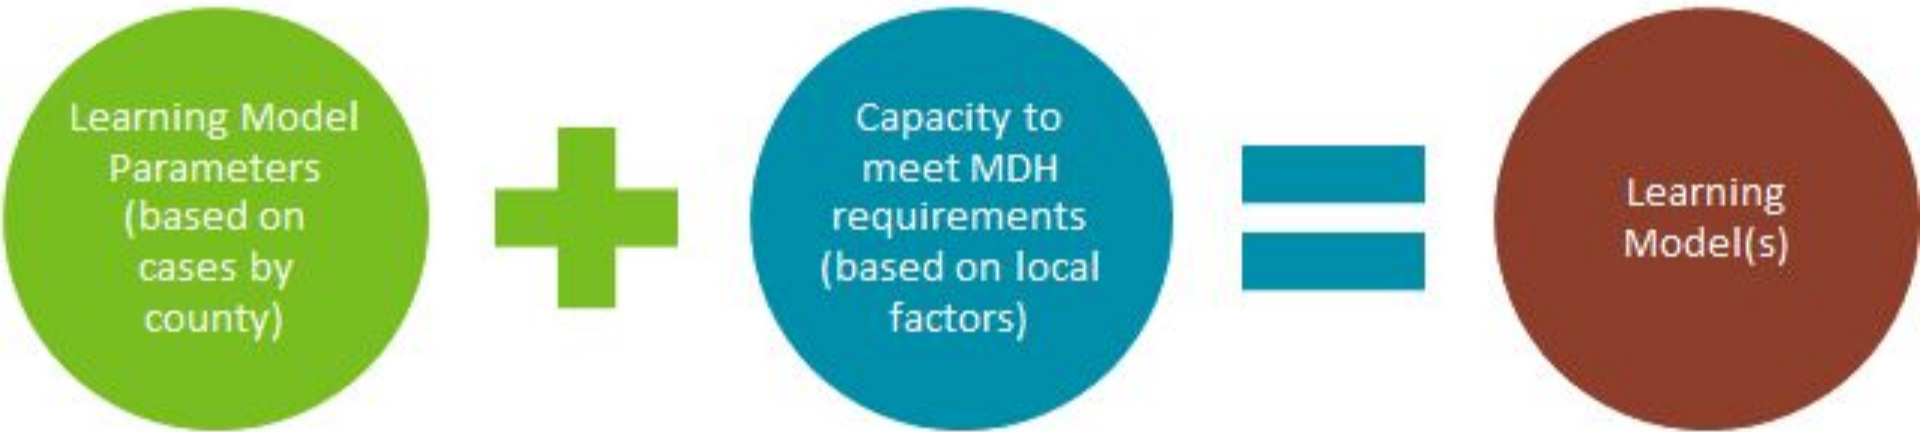 Learning Model
Parameters
(based on
cases by
county)
Capacity to
meet MDH
requirements
(based on local
factors)
Learning
Model(s)